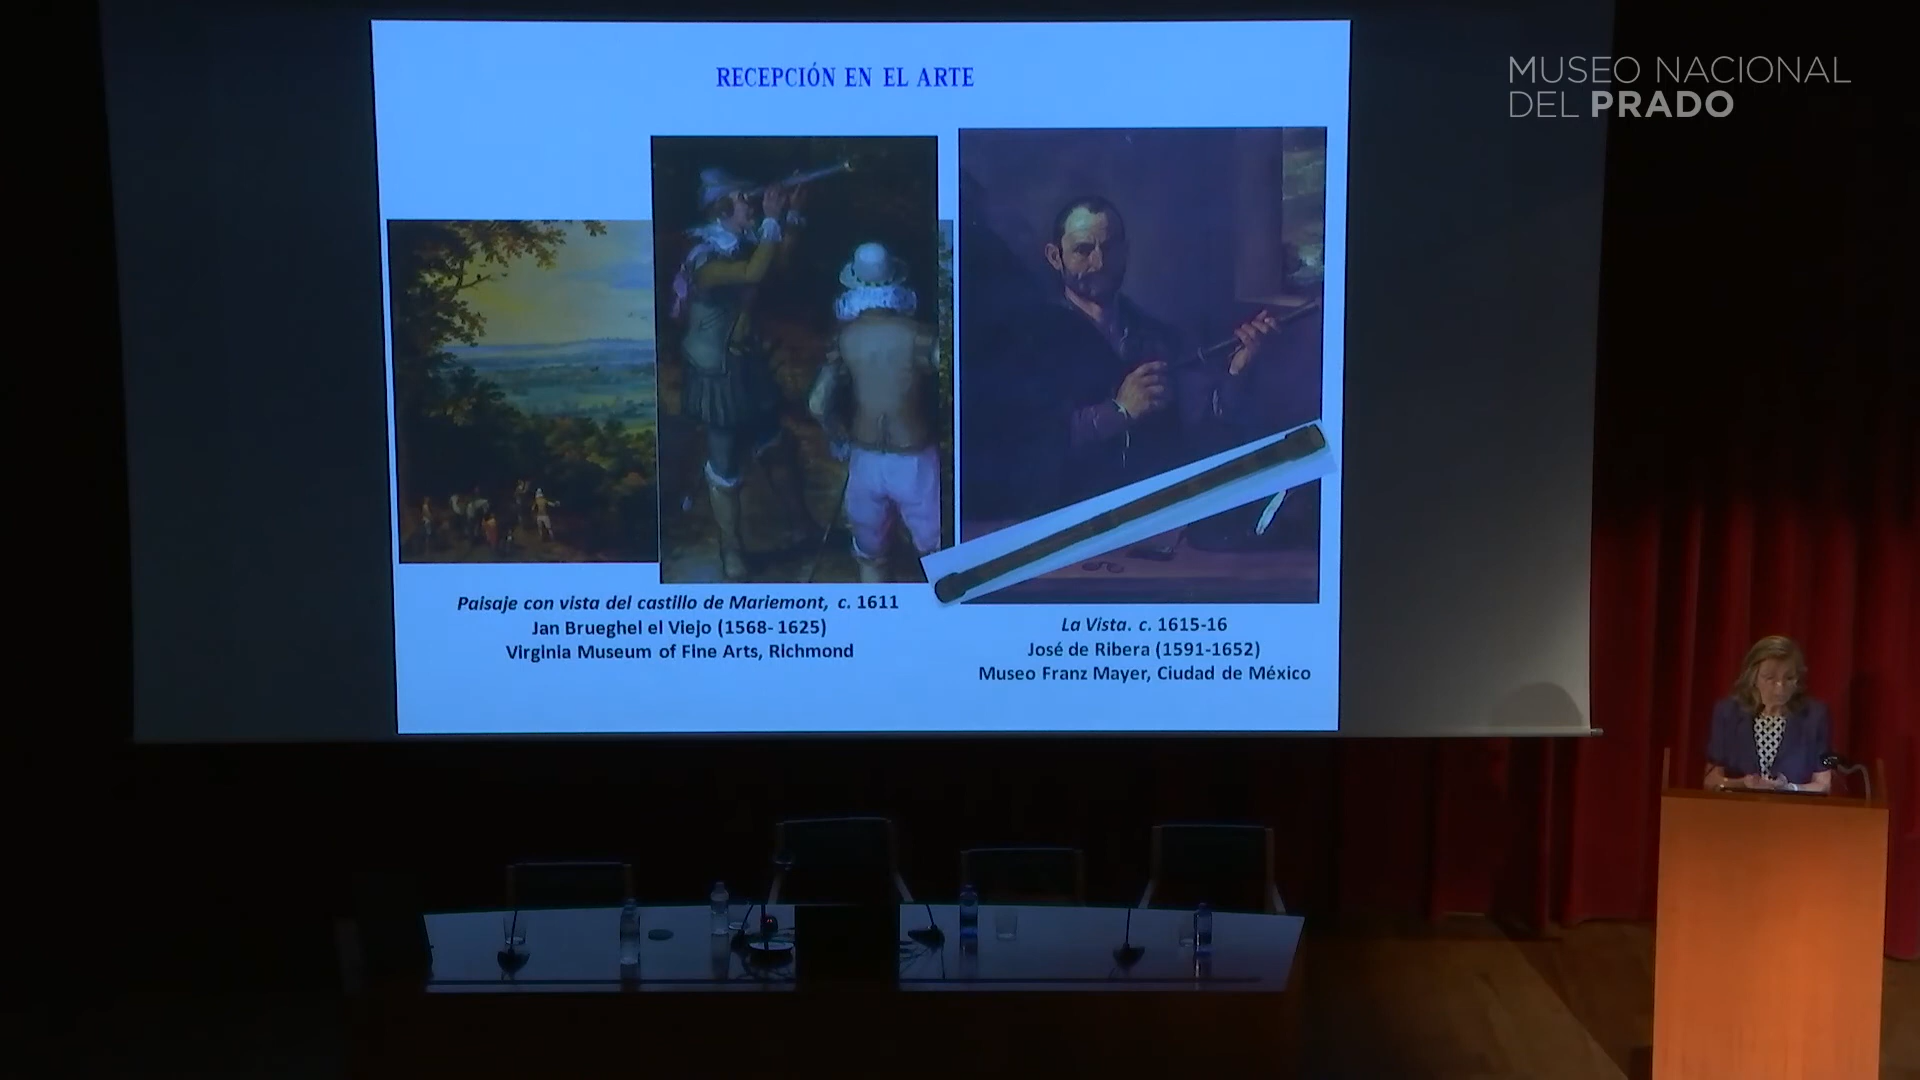 MUSEO NACIONAL
DEL PRADO
RECEPCIÓN EN EL ARTE
Paisaje con vista del castillo de Mariemont, c. 1611
Jan Brueghel el Viejo (1568- 1625)
Virginia Museum of Fine Arts, Richmond
La Vista. c. 1615-16
José de Ribera (1591-1652)
Museo Franz Mayer, Ciudad de México